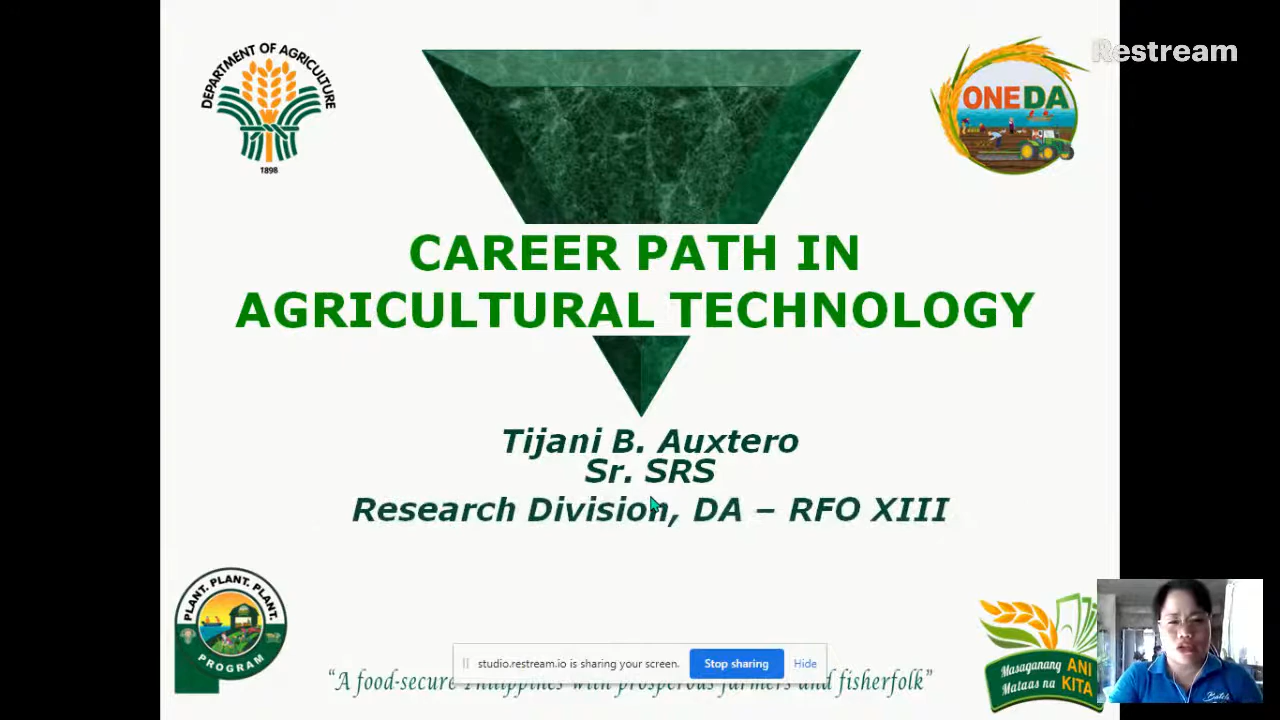 DEPARTMENT OF AGRICULTURE
1898
ONEDA
Restream
CAREER PATH IN
AGRICULTURAL TECHNOLOGY
Tijani B. Auxtero
Sr. SRS
Research Division, DA – RFO XIII
PLANT. PLANT. PLANT.
PROGRAM
studio.restream.io is sharing your screen.
Stop sharing
Hide
"A food-secure Philippines with prosperous farmers and fisherfolk"
Masaganang ANI
Mataas na KITA